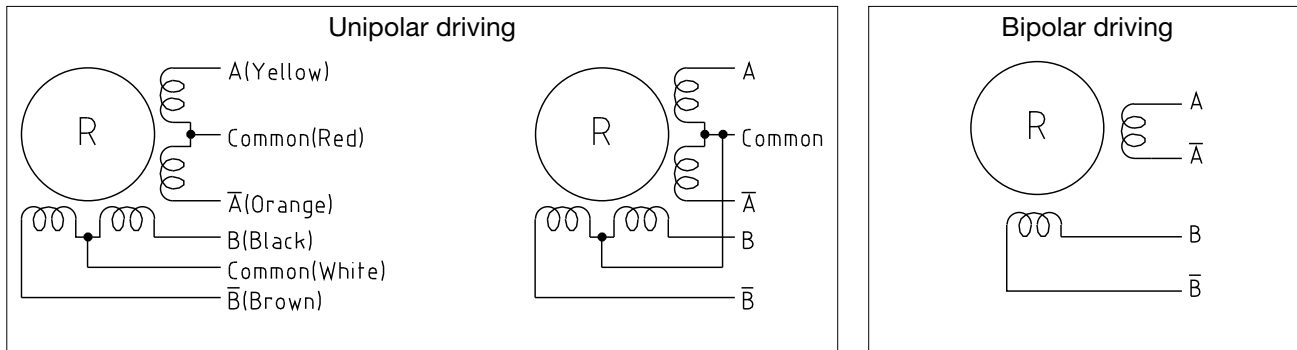 Unipolar driving
R
A(Yellow)
Common(Red)
A̅(Orange)
B(Black)
Common(White)
B̅(Brown)
R
A
Common
A̅
B
B̅
Bipolar driving
R
A
A̅
B
B̅